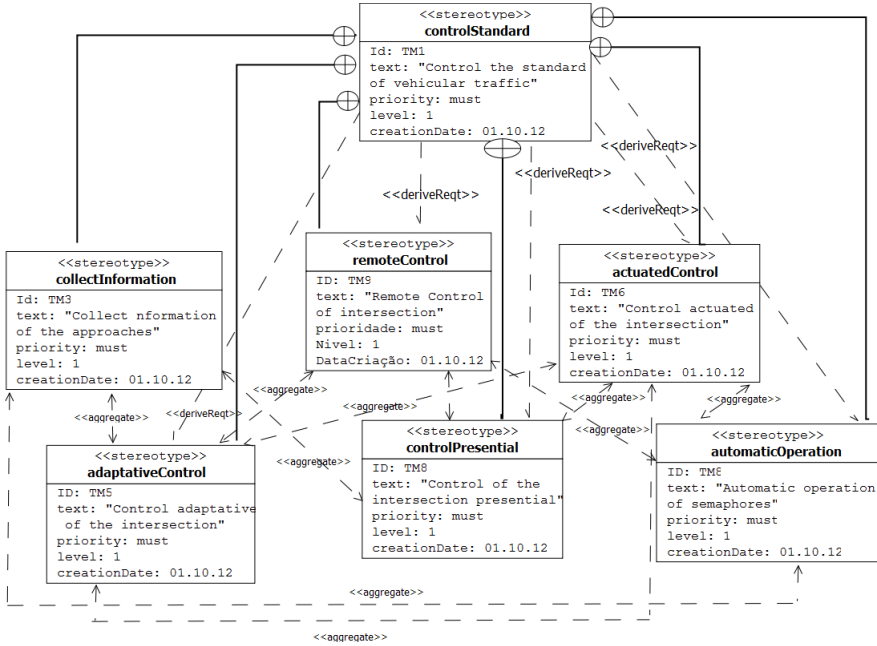 <<stereotype>>
controlStandard
Id: TM1
text: "Control the standard
of vehicular traffic"
priority: must
level: 1
creationDate: 01.10.12
<<deriveReqt>>
<<deriveReqt>>
<<deriveReqt>>
<<deriveReqt>>
<<stereotype>>
collectInformation
Id: TM3
text: "Collect nformation
of the approaches"
priority: must
level: 1
creationDate: 01.10.12
<<stereotype>>
remoteControl
ID: TM9
text: "Remote Control
of intersection"
prioridade: must
Nivel: 1
DataCriação: 01.10.12
<<stereotype>>
actuatedControl
Id: TM6
text: "Control actuated
of the intersection"
priority: must
level: 1
creationDate: 01.10.12
<<aggregate>>
<<aggregate>>
<<aggregate>>
<<aggregate>>
<<deriveReqt>>
<<aggregate>>
<<aggregate>>
<<aggregate>>
<<stereotype>>
adaptativeControl
ID: TM5
text: "Control adaptative
of the intersection"
priority: must
level: 1
creationDate: 01.10.12
<<stereotype>>
controlPresential
ID: TM8
text: "Control of the
intersection presential"
priority: must
level: 1
creationDate: 01.10.12
<<stereotype>>
automaticOperation
ID: TM8
text: "Automatic operation
of semaphores"
priority: must
level: 1
creationDate: 01.10.12
<<aggregate>>
<<aggregate>>